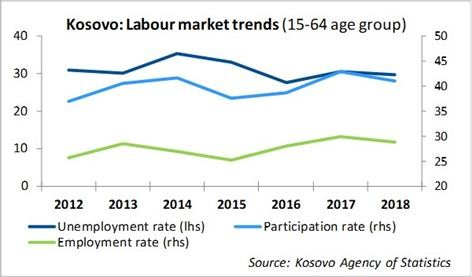 Kosovo: Labour market trends (15-64 age group)
40 50
30 45
20 40
10 35
0 30
25
20
2012 2013 2014 2015 2016 2017 2018
Unemployment rate (lhs) Participation rate (rhs)
Employment rate (rhs)
Source: Kosovo Agency of Statistics